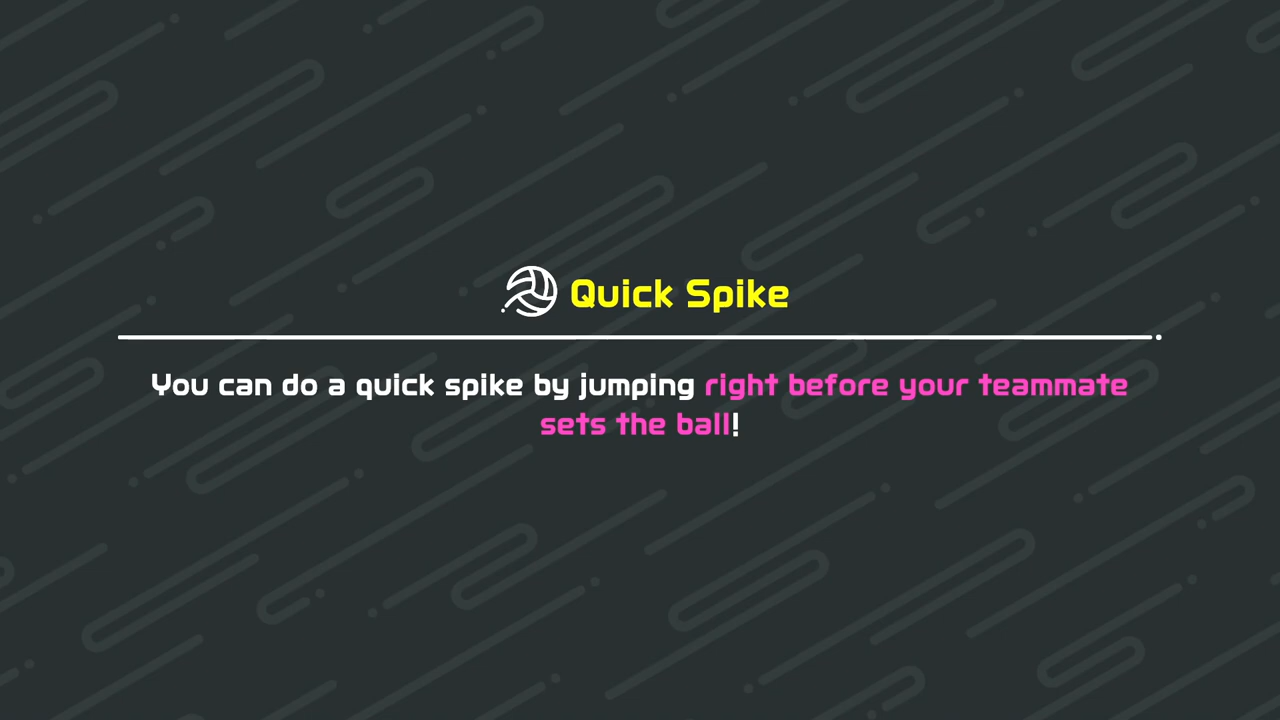 Quick Spike
You can do a quick spike by jumping right before your teammate
sets the ball!